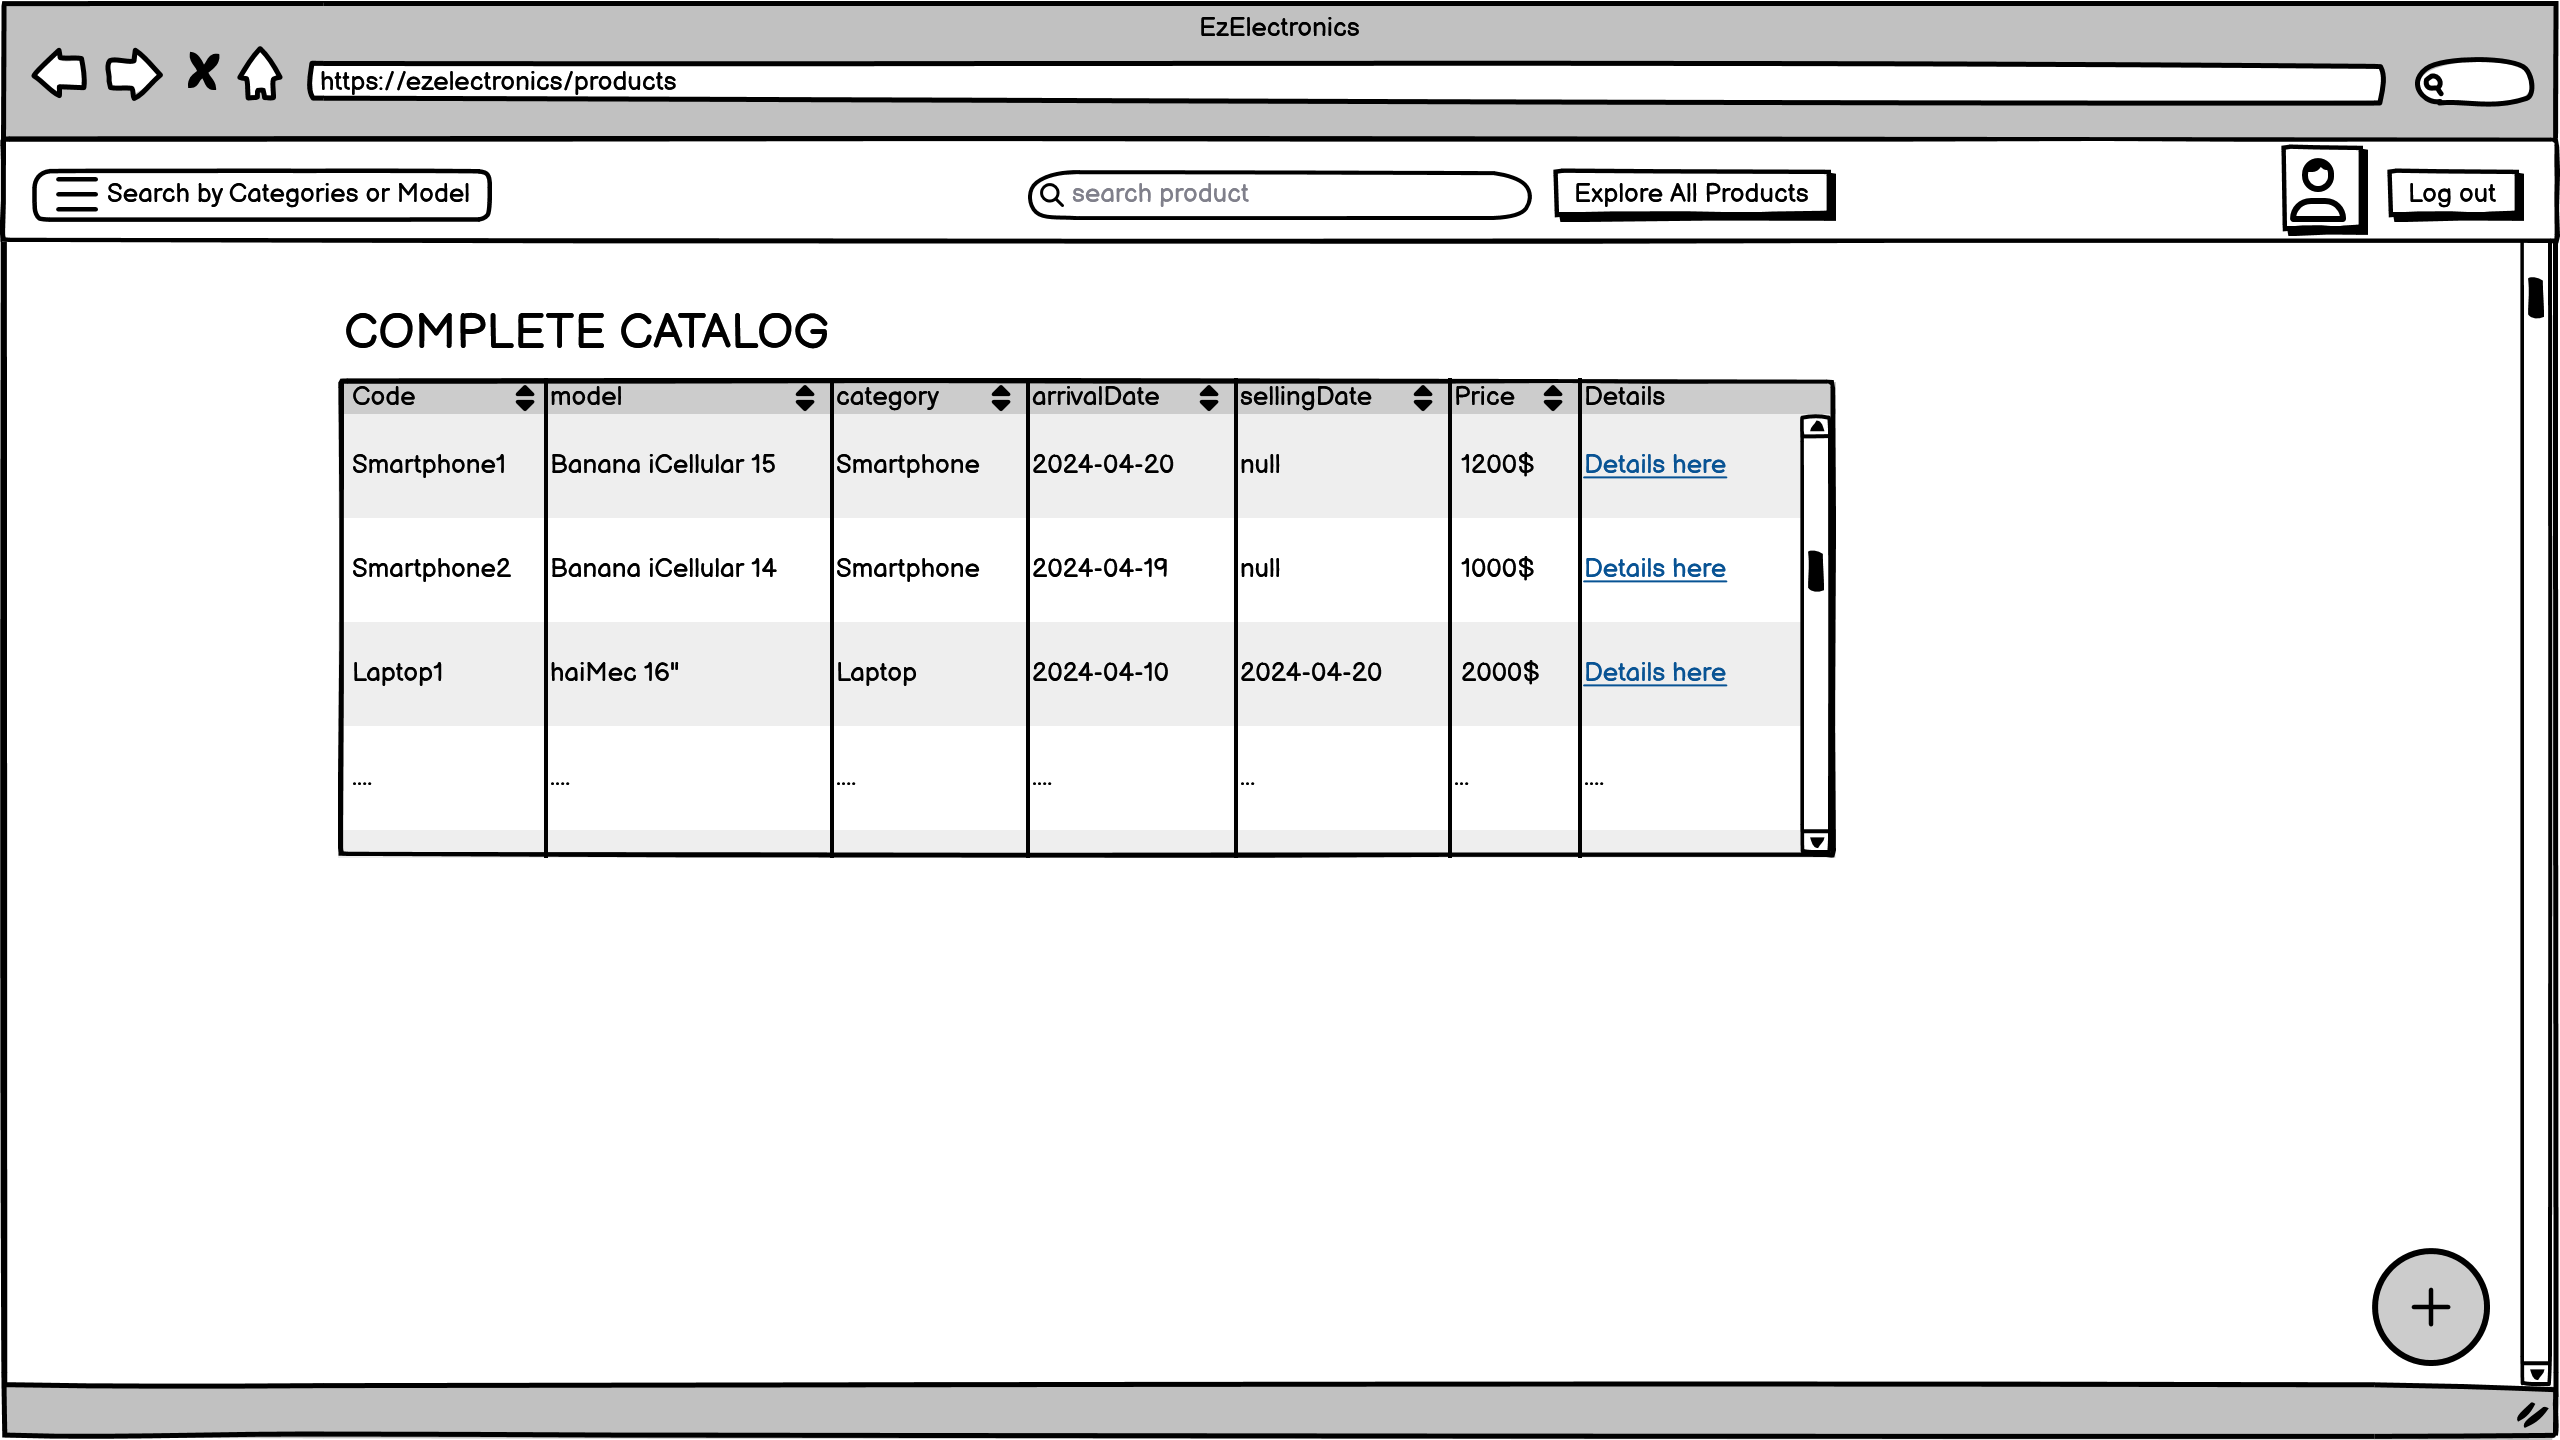 EzElectronics
https://ezelectronics/products
Search by Categories or Model
search product
Explore All Products
Log out
COMPLETE CATALOG
Code model category arrivalDate sellingDate Price Details
Smartphone1 Banana iCellular 15 Smartphone 2024-04-20 null 1200$ Details here
Smartphone2 Banana iCellular 14 Smartphone 2024-04-19 null 1000$ Details here
Laptop1 haiMec 16" Laptop 2024-04-10 2024-04-20 2000$ Details here
.... .... .... .... ... ... ....